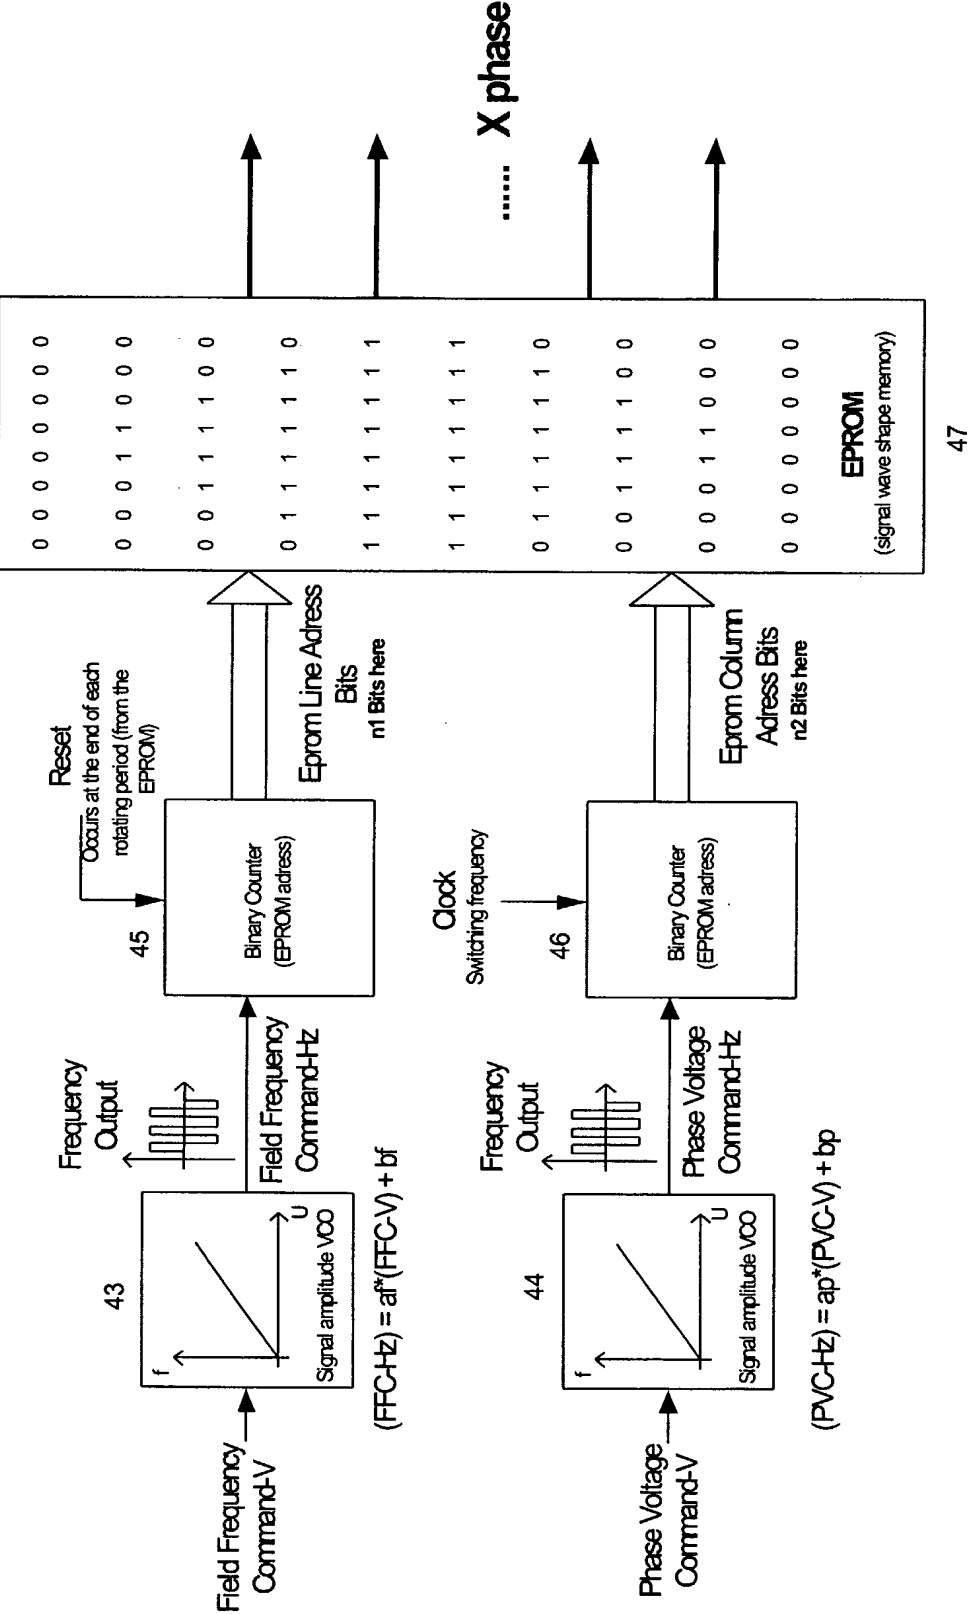 Field Frequency
Command-V
43
f
U
Signal amplitude VCO
(FFC-Hz) = af*(FFC-V) + bf
Frequency
Output
Field Frequency
Command-Hz
Reset
Occurs at the end of each
rotating period (from the
EPROM)
45
Binary Counter
(EPROM adress)
Eprom Line Adress
Bits
n1 Bits here
Phase Voltage
Command-V
44
f
U
Signal amplitude VCO
(PVC-Hz) = ap*(PVC-V) + bp
Frequency
Output
Phase Voltage
Command-Hz
Clock
Switching frequency
46
Binary Counter
(EPROM adress)
Eprom Column
Adress Bits
n2 Bits here
0 0 0 0 0 0 0 0
0 0 0 1 1 0 0 0
0 0 1 1 1 1 0 0
0 1 1 1 1 1 1 0
1 1 1 1 1 1 1 1
1 1 1 1 1 1 1 1
0 1 1 1 1 1 1 0
0 0 1 1 1 1 0 0
0 0 0 1 1 0 0 0
0 0 0 0 0 0 0 0
EPROM
(signal wave shape memory)
47
...... X phase